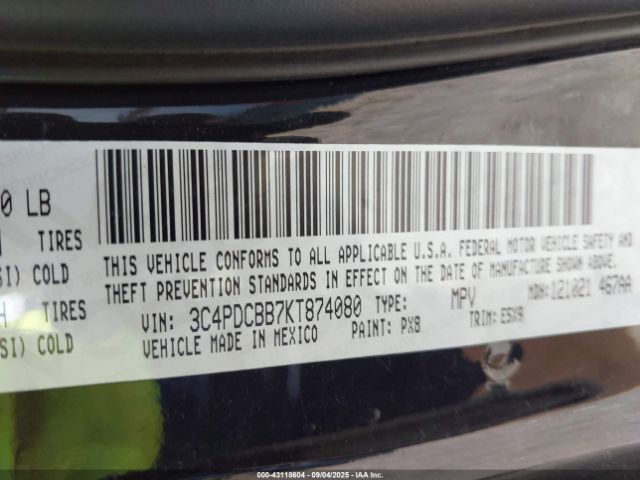 0 LB
TIRES
SI) COLD
H TIRES
SI) COLD
THIS VEHICLE CONFORMS TO ALL APPLICABLE U.S.A. FEDERAL MOTOR VEHICLE SAFETY AND
THEFT PREVENTION STANDARDS IN EFFECT ON THE DATE OF MANUFACTURE SHOWN ABOVE.
VIN: 3C4PDCBB7KT874080 TYPE: MPV MDH: 121021 467AA
VEHICLE MADE IN MEXICO PAINT: PX8 TRIM: E5X9
000-43118604 - 09/04/2025 - IAA Inc.